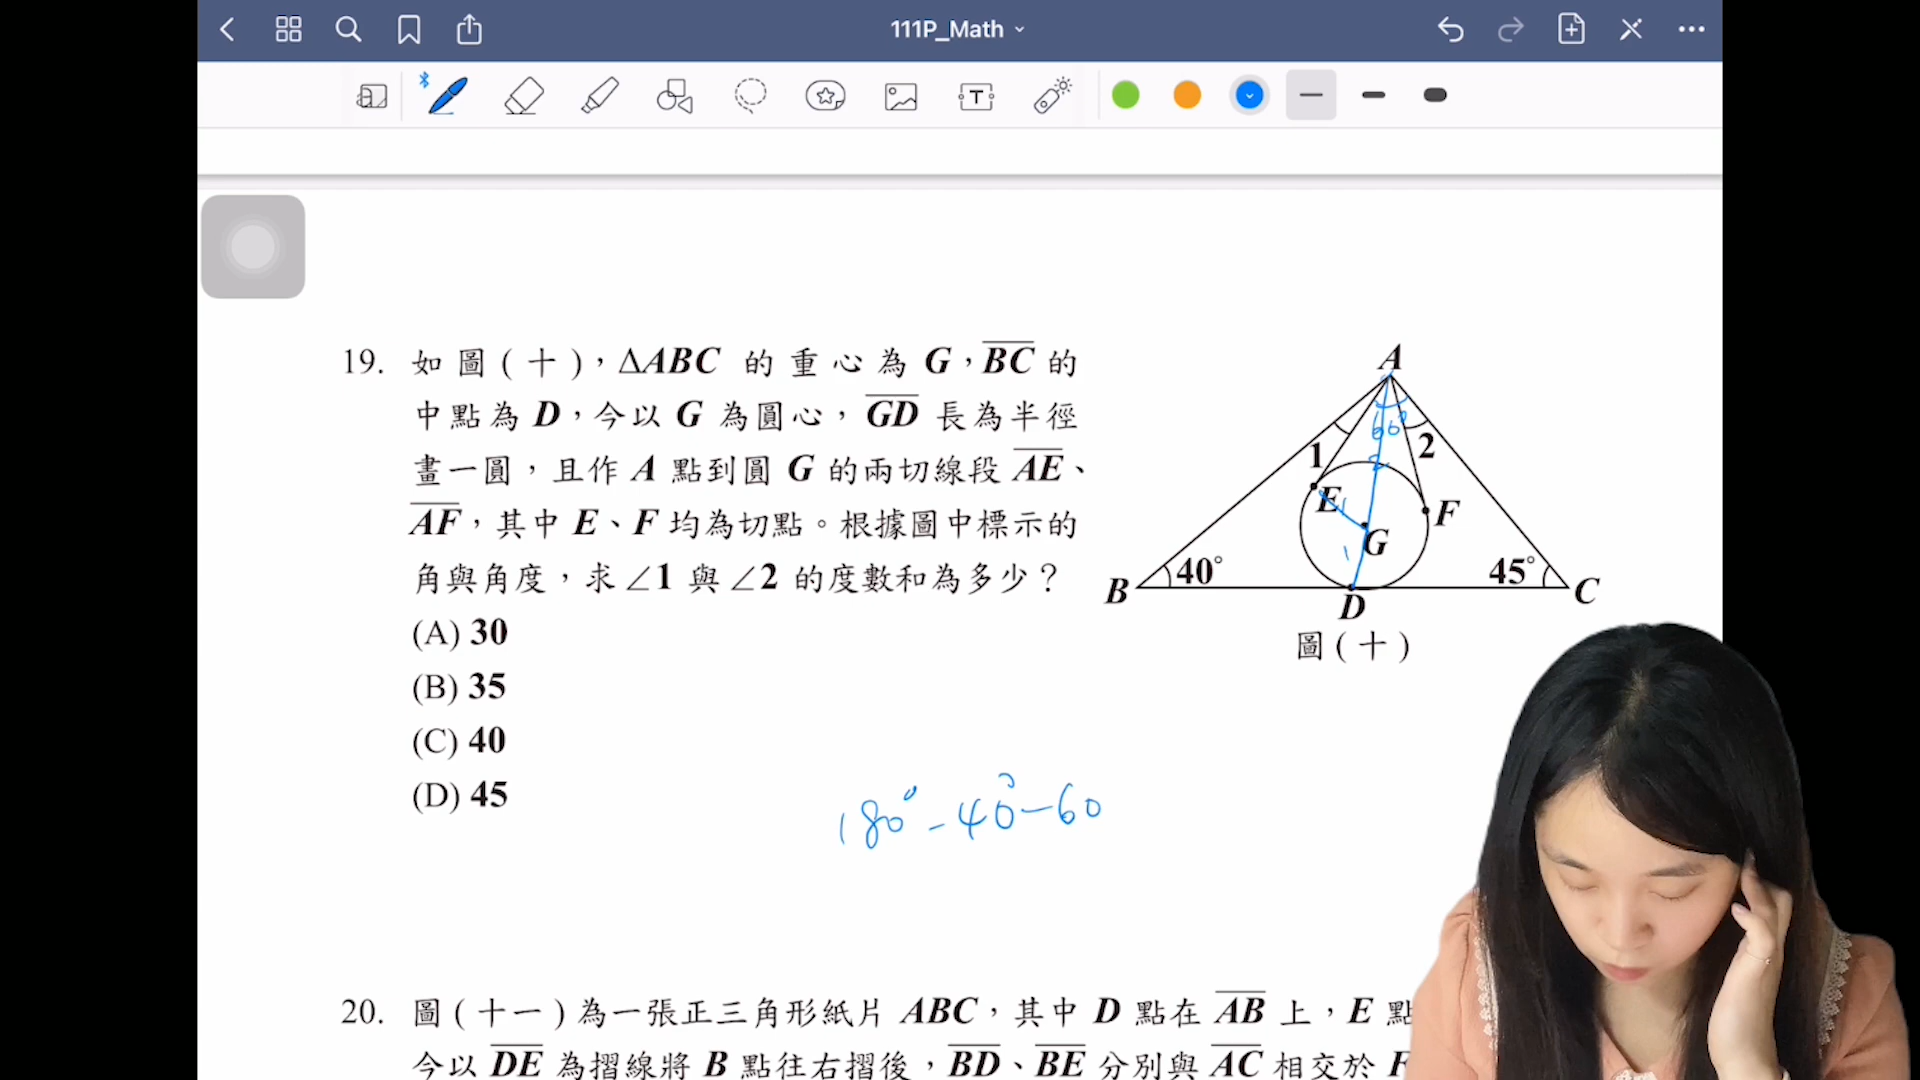 111P_Math
19. 如圖(十)，ΔABC 的重心為 G，BC 的
中點為 D，今以 G 為圓心，GD 長為半徑
畫一圓，且作 A 點到圓 G 的兩切線段 AE、
AF，其中 E、F 均為切點。根據圖中標示的
角與角度，求∠1 與∠2 的度數和為多少？
(A) 30
(B) 35
(C) 40
(D) 45
A
60°
1
2
2
E
1
F
G
1
B
40°
45°
C
D
圖(十)
180° - 40° - 60
20. 圖(十一)為一張正三角形紙片 ABC，其中 D 點在 AB 上，E 點
今以 DE 為摺線將 B 點往右摺後，BD、BE 分別與 AC 相交於 F